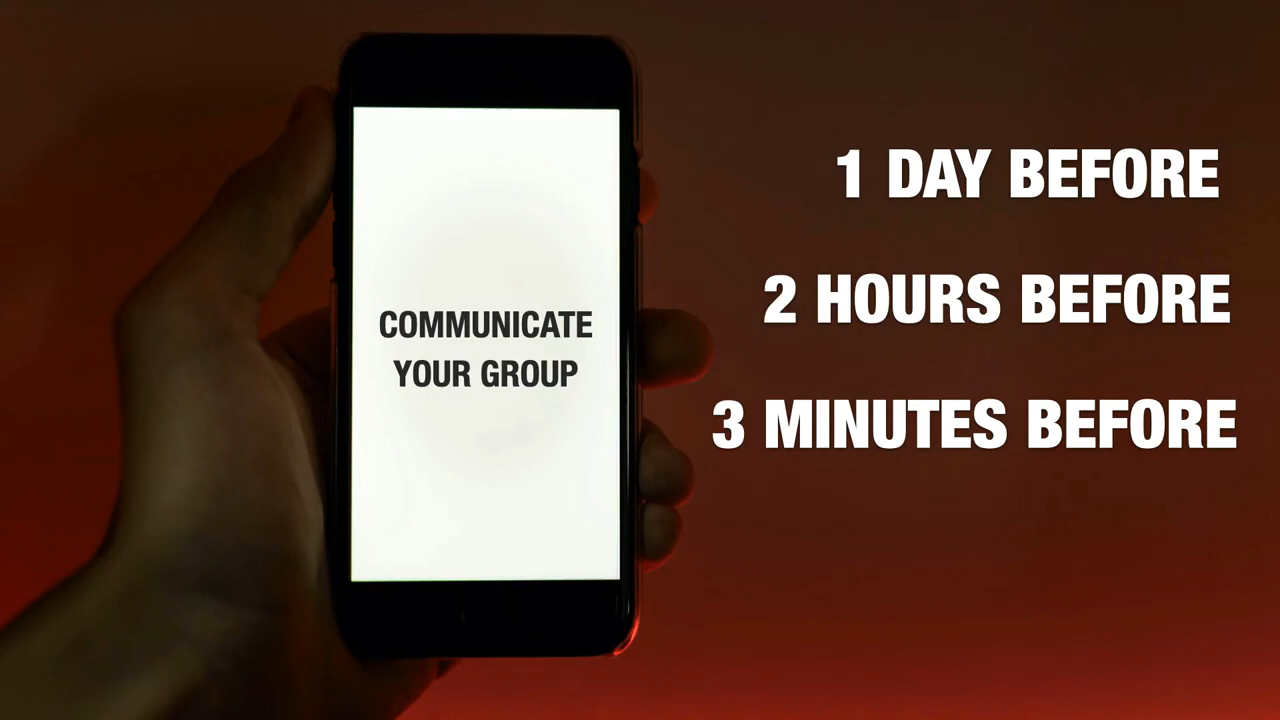 COMMUNICATE
YOUR GROUP
1 DAY BEFORE
2 HOURS BEFORE
3 MINUTES BEFORE